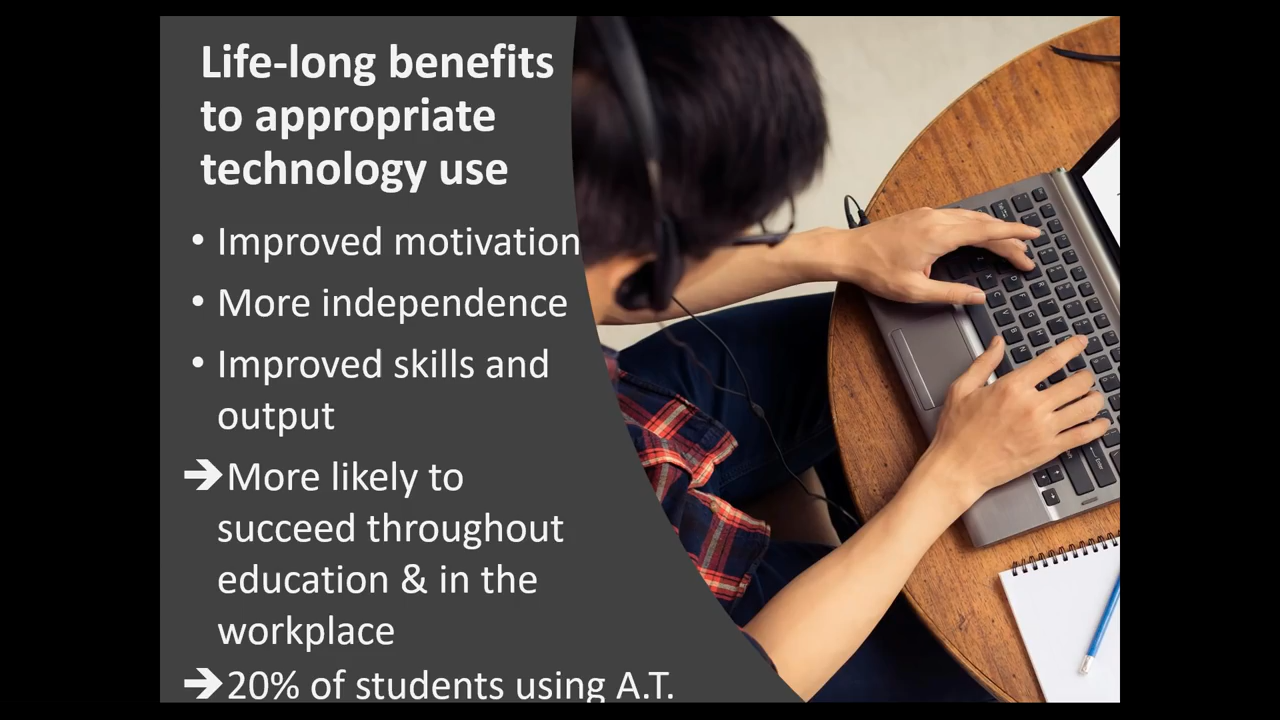 Life-long benefits
to appropriate
technology use
• Improved motivation
• More independence
• Improved skills and
output
➔More likely to
succeed throughout
education & in the
workplace
➔20% of students using A.T.